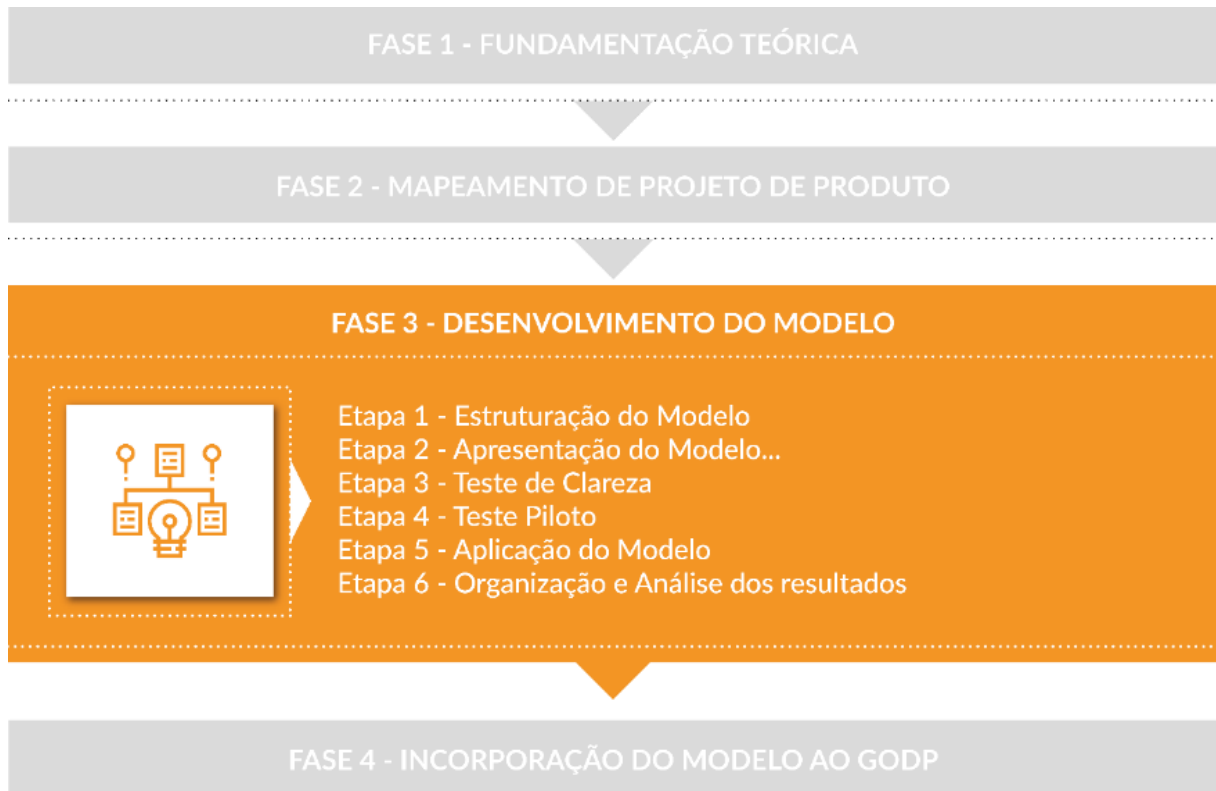 FASE 1 - FUNDAMENTAÇÃO TEÓRICA
FASE 2 - MAPEAMENTO DE PROJETO DE PRODUTO
FASE 3 - DESENVOLVIMENTO DO MODELO
Etapa 1 - Estruturação do Modelo
Etapa 2 - Apresentação do Modelo...
Etapa 3 - Teste de Clareza
Etapa 4 - Teste Piloto
Etapa 5 - Aplicação do Modelo
Etapa 6 - Organização e Análise dos resultados
FASE 4 - INCORPORAÇÃO DO MODELO AO GODP